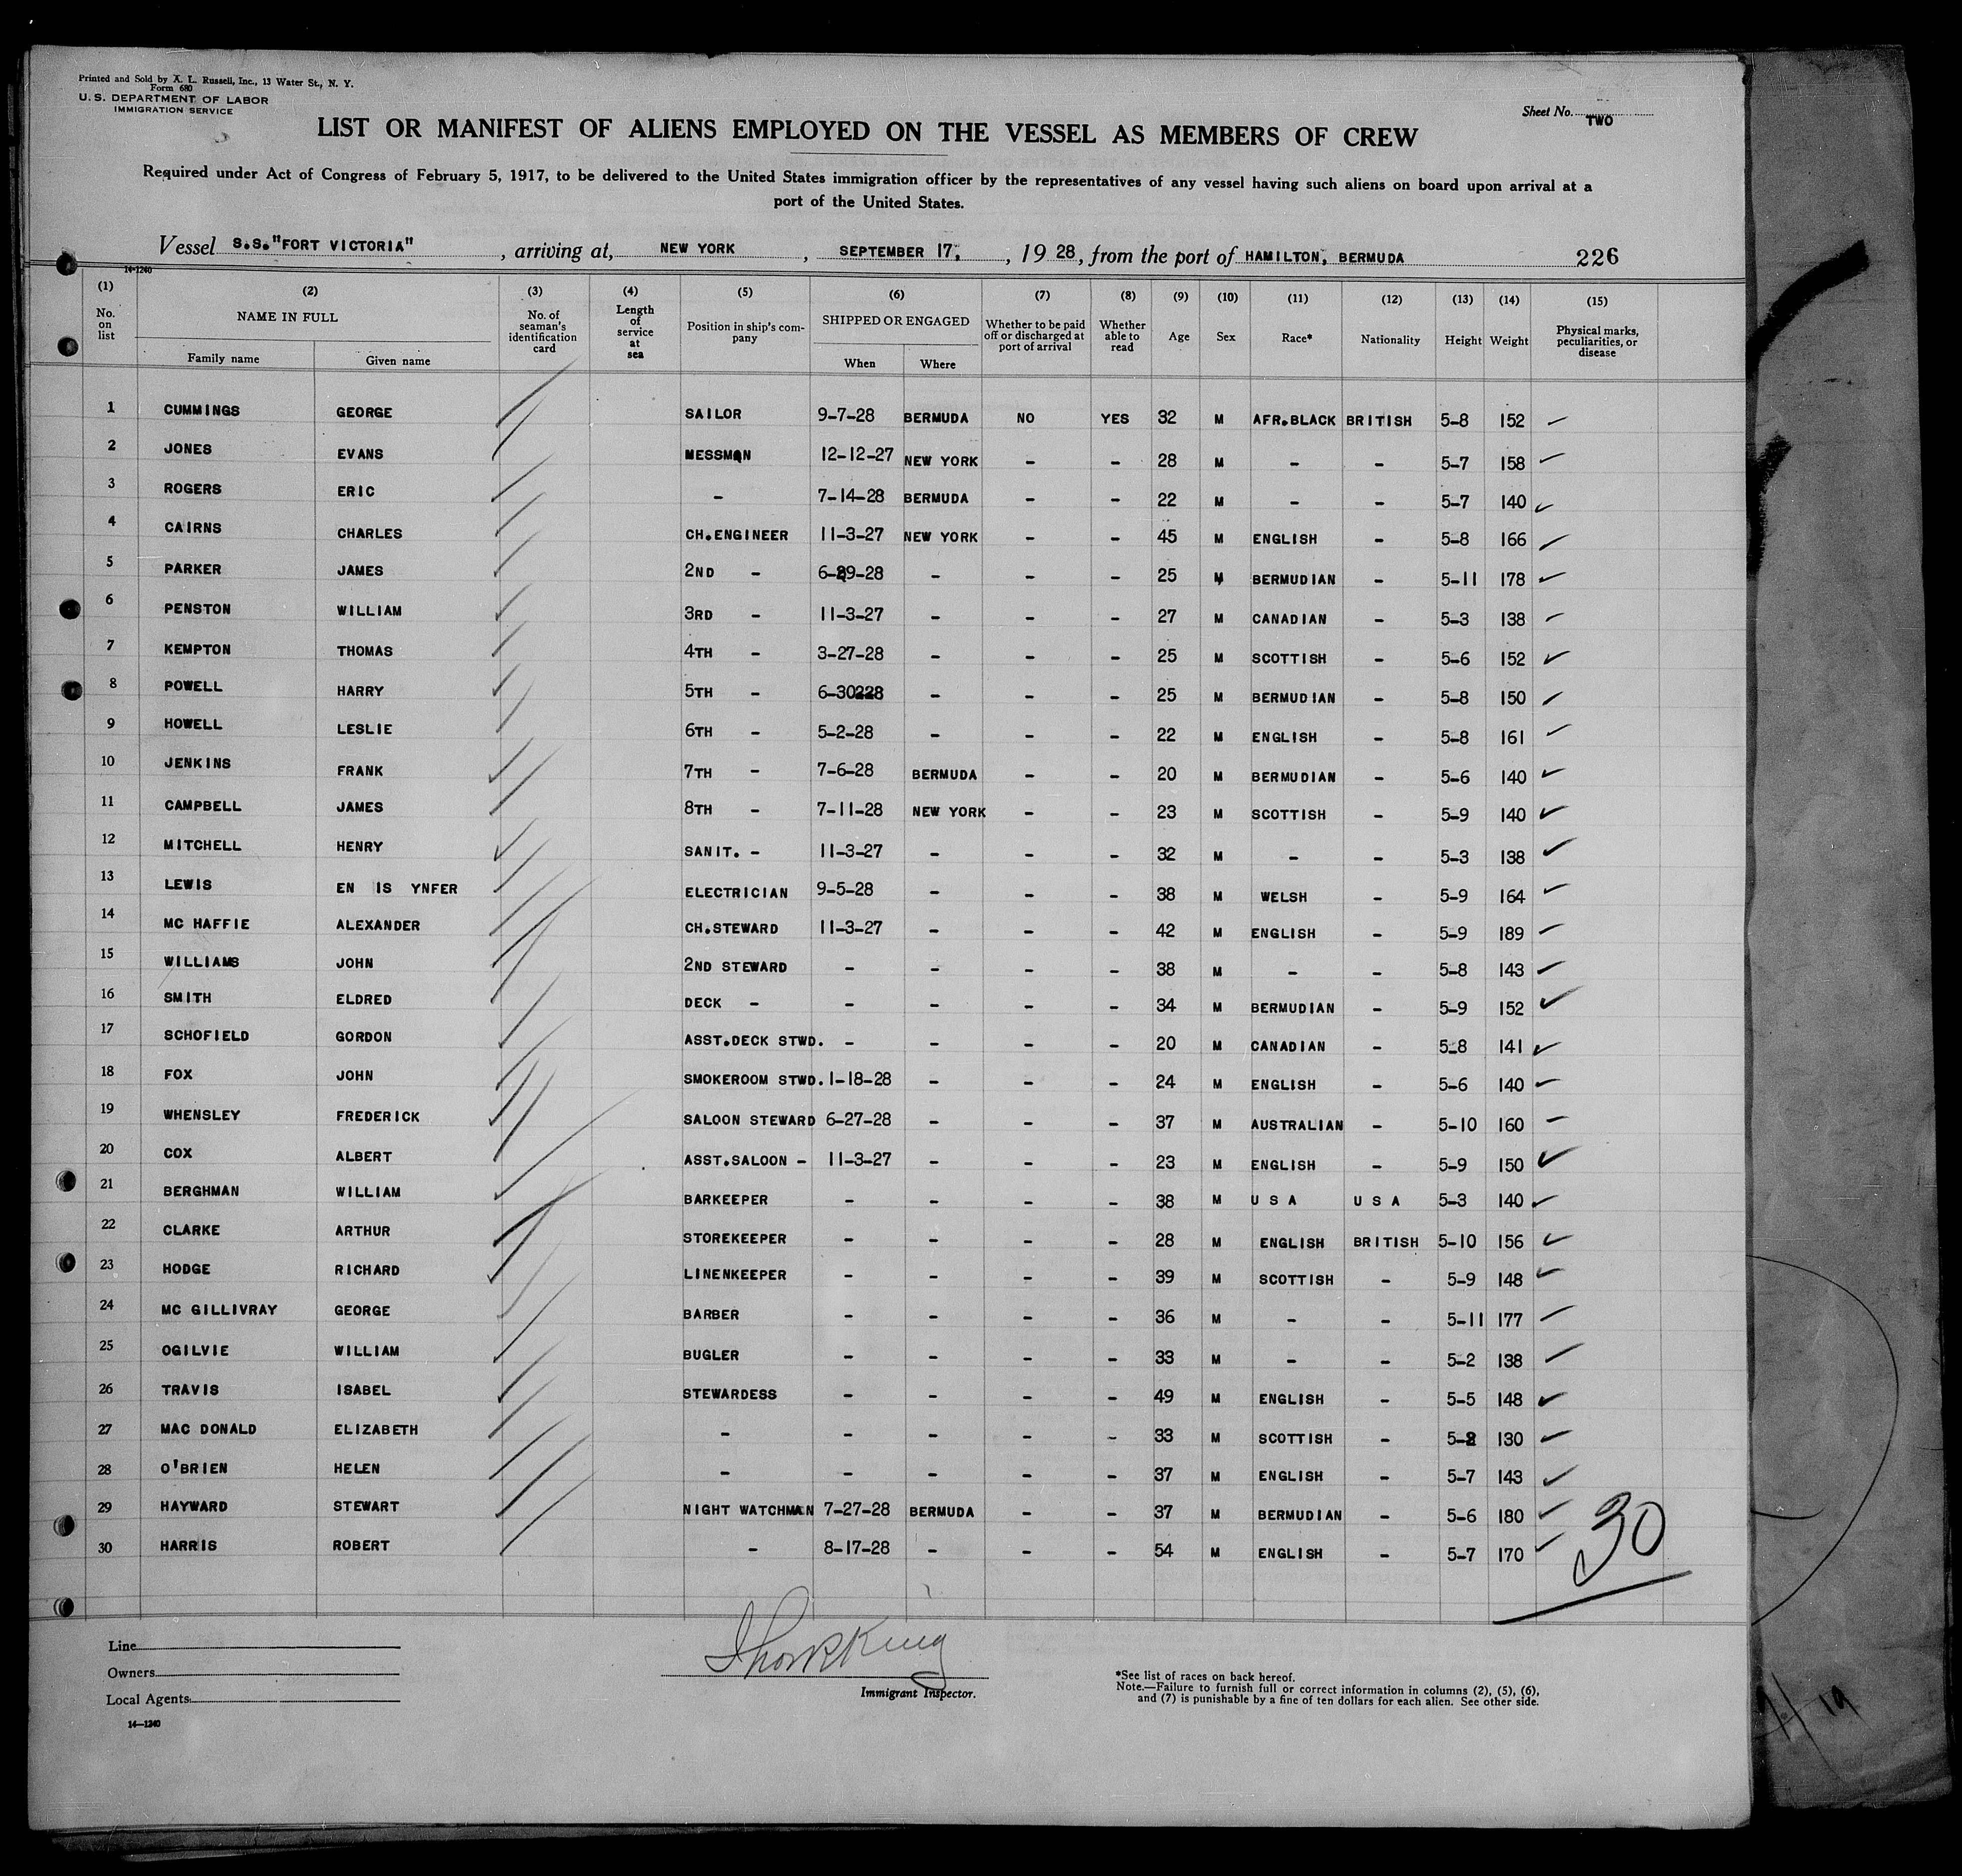 Printed and Sold by A. L. Russell, Inc., 13 Water St., N. Y.
Form 680
U. S. DEPARTMENT OF LABOR
IMMIGRATION SERVICE
Sheet No. TWO
LIST OR MANIFEST OF ALIENS EMPLOYED ON THE VESSEL AS MEMBERS OF CREW
Required under Act of Congress of February 5, 1917, to be delivered to the United States immigration officer by the representatives of any vessel having such aliens on board upon arrival at a
port of the United States.
Vessel S.S."FORT VICTORIA", arriving at, NEW YORK, SEPTEMBER 17, , 19 28, from the port of HAMILTON, BERMUDA 226
14-1240
(1) (2) (3) (4) (5) (6) (7) (8) (9) (10) (11) (12) (13) (14) (15)
No. on list NAME IN FULL Family name Given name No. of seaman's identification card Length of service at sea Position in ship's company SHIPPED OR ENGAGED When Where Whether to be paid off or discharged at port of arrival Whether able to read Age Sex Race* Nationality Height Weight Physical marks, peculiarities, or disease
1 CUMMINGS GEORGE SAILOR 9-7-28 BERMUDA NO YES 32 M AFR.BLACK BRITISH 5-8 152
2 JONES EVANS MESSMAN 12-12-27 NEW YORK - - 28 M - - 5-7 158
3 ROGERS ERIC - 7-14-28 BERMUDA - - 22 M - - 5-7 140
4 CAIRNS CHARLES CH.ENGINEER 11-3-27 NEW YORK - - 45 M ENGLISH - 5-8 166
5 PARKER JAMES 2ND - 6-29-28 - - - 25 M BERMUDIAN - 5-11 178
6 PENSTON WILLIAM 3RD - 11-3-27 - - - 27 M CANADIAN - 5-3 138
7 KEMPTON THOMAS 4TH - 3-27-28 - - - 25 M SCOTTISH - 5-6 152
8 POWELL HARRY 5TH - 6-30228 - - - 25 M BERMUDIAN - 5-8 150
9 HOWELL LESLIE 6TH - 5-2-28 - - - 22 M ENGLISH - 5-8 161
10 JENKINS FRANK 7TH - 7-6-28 BERMUDA - - 20 M BERMUDIAN - 5-6 140
11 CAMPBELL JAMES 8TH - 7-11-28 NEW YORK - - 23 M SCOTTISH - 5-9 140
12 MITCHELL HENRY SANIT. - 11-3-27 - - - 32 M - - 5-3 138
13 LEWIS EN IS YNFER ELECTRICIAN 9-5-28 - - - 38 M WELSH - 5-9 164
14 MC HAFFIE ALEXANDER CH.STEWARD 11-3-27 - - - 42 M ENGLISH - 5-9 189
15 WILLIAMS JOHN 2ND STEWARD - - - - 38 M - - 5-8 143
16 SMITH ELDRED DECK - - - - - 34 M BERMUDIAN - 5-9 152
17 SCHOFIELD GORDON ASST.DECK STWD. - - - - 20 M CANADIAN - 5-8 141
18 FOX JOHN SMOKEROOM STWD. 1-18-28 - - - 24 M ENGLISH - 5-6 140
19 WHENSLEY FREDERICK SALOON STEWARD 6-27-28 - - - 37 M AUSTRALIAN - 5-10 160
20 COX ALBERT ASST.SALOON - 11-3-27 - - - 23 M ENGLISH - 5-9 150
21 BERGHMAN WILLIAM BARKEEPER - - - - 38 M U S A U S A 5-3 140
22 CLARKE ARTHUR STOREKEEPER - - - - 28 M ENGLISH BRITISH 5-10 156
23 HODGE RICHARD LINENKEEPER - - - - 39 M SCOTTISH - 5-9 148
24 MC GILLIVRAY GEORGE BARBER - - - - 36 M - - 5-11 177
25 OGILVIE WILLIAM BUGLER - - - - 33 M - - 5-2 138
26 TRAVIS ISABEL STEWARDESS - - - - 49 M ENGLISH - 5-5 148
27 MAC DONALD ELIZABETH - - - - - 33 M SCOTTISH - 5-2 130
28 O'BRIEN HELEN - - - - - 37 M ENGLISH - 5-7 143
29 HAYWARD STEWART NIGHT WATCHMAN 7-27-28 BERMUDA - - 37 M BERMUDIAN - 5-6 180
30 HARRIS ROBERT - 8-17-28 - - - 54 M ENGLISH - 5-7 170
30
Line
Owners
Local Agents
14-1240
Immigrant Inspector.
*See list of races on back hereof.
Note.—Failure to furnish full or correct information in columns (2), (5), (6),
and (7) is punishable by a fine of ten dollars for each alien. See other side.